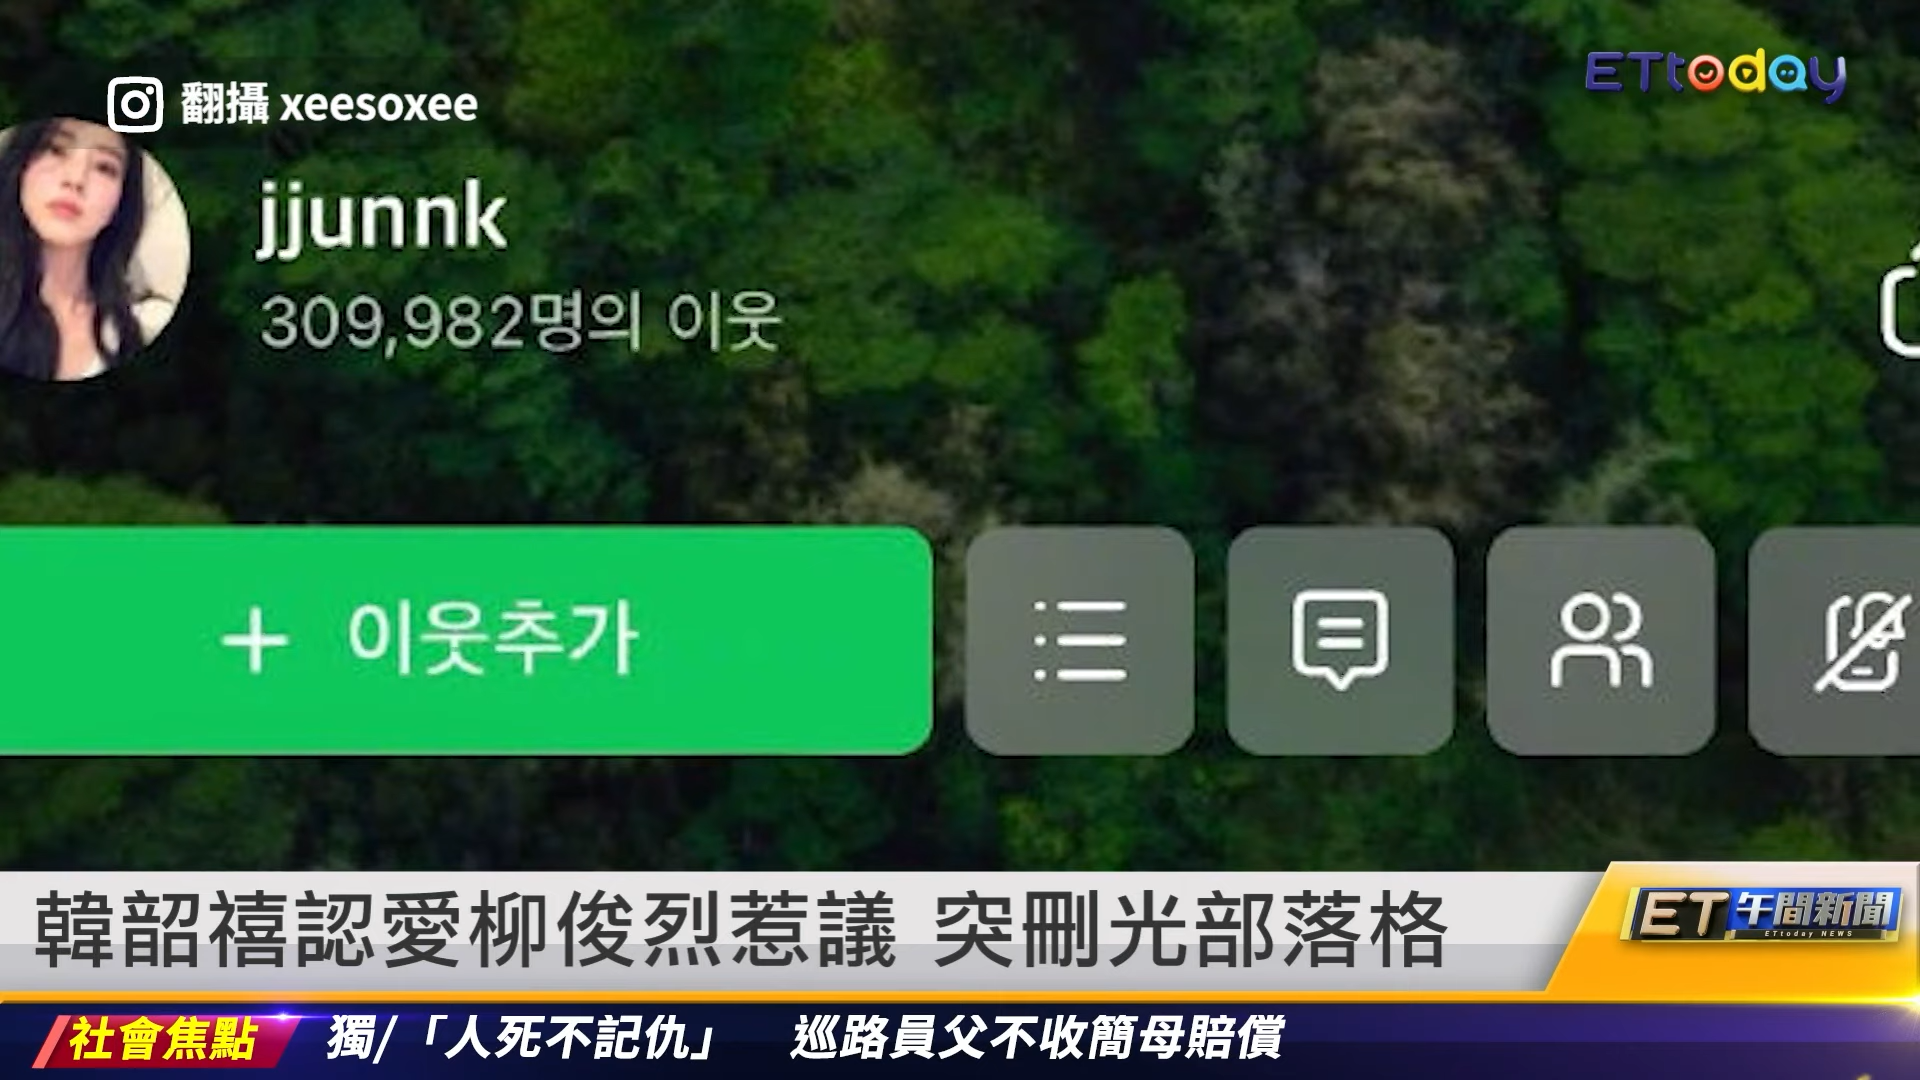 翻攝 xeesoxee
ETtoday
jjunnk
309,982명의 이웃
+ 이웃추가
韓韶禧認愛柳俊烈惹議 突刪光部落格
ET午間新聞
ETtoday NEWS
社會焦點 獨/「人死不記仇」 巡路員父不收簡母賠償